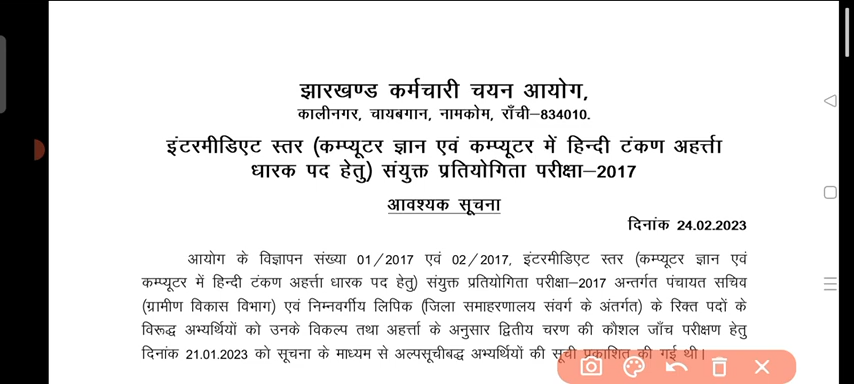 झारखण्ड कर्मचारी चयन आयोग,
कालीनगर, चायबगान, नामकोम, राँची–834010.
इंटरमीडिएट स्तर (कम्प्यूटर ज्ञान एवं कम्प्यूटर में हिन्दी टंकण अहर्त्ता
धारक पद हेतु) संयुक्त प्रतियोगिता परीक्षा–2017
आवश्यक सूचना
दिनांक 24.02.2023
आयोग के विज्ञापन संख्या 01/2017 एवं 02/2017, इंटरमीडिएट स्तर (कम्प्यूटर ज्ञान एवं
कम्प्यूटर में हिन्दी टंकण अहर्त्ता धारक पद हेतु) संयुक्त प्रतियोगिता परीक्षा–2017 अन्तर्गत पंचायत सचिव
(ग्रामीण विकास विभाग) एवं निम्नवर्गीय लिपिक (जिला समाहरणालय संवर्ग के अंतर्गत) के रिक्त पदों के
विरूद्ध अभ्यर्थियों को उनके विकल्प तथा अहर्त्ता के अनुसार द्वितीय चरण की कौशल जाँच परीक्षण हेतु
दिनांक 21.01.2023 को सूचना के माध्यम से अल्पसूचीबद्ध अभ्यर्थियों की सूची प्रकाशित की गई थी।